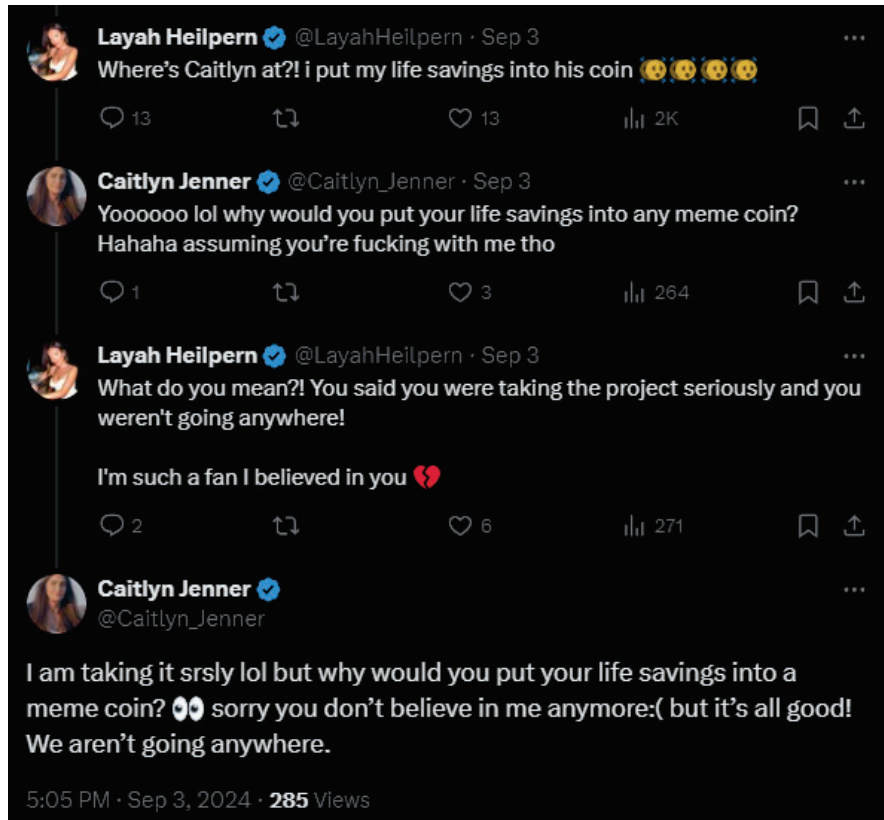 Layah Heilpern @LayahHeilpern · Sep 3
Where's Caitlyn at?! i put my life savings into his coin 🫨🫨🫨🫨
13 13 2K
Caitlyn Jenner @Caitlyn_Jenner · Sep 3
Yoooooo lol why would you put your life savings into any meme coin?
Hahaha assuming you're fucking with me tho
1 3 264
Layah Heilpern @LayahHeilpern · Sep 3
What do you mean?! You said you were taking the project seriously and you
weren't going anywhere!
I'm such a fan I believed in you 💔
2 6 271
Caitlyn Jenner
@Caitlyn_Jenner
I am taking it srsly lol but why would you put your life savings into a
meme coin? 👀 sorry you don't believe in me anymore:( but it's all good!
We aren't going anywhere.
5:05 PM · Sep 3, 2024 · 285 Views